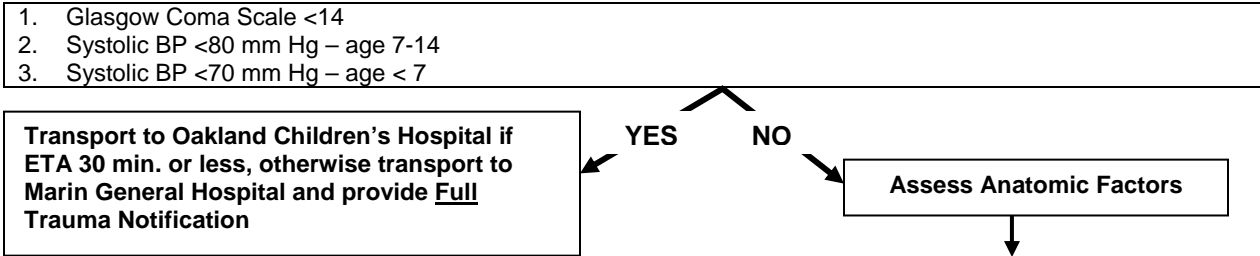 1. Glasgow Coma Scale <14
2. Systolic BP <80 mm Hg – age 7-14
3. Systolic BP <70 mm Hg – age < 7
YES NO
Transport to Oakland Children’s Hospital if
ETA 30 min. or less, otherwise transport to
Marin General Hospital and provide Full
Trauma Notification
Assess Anatomic Factors